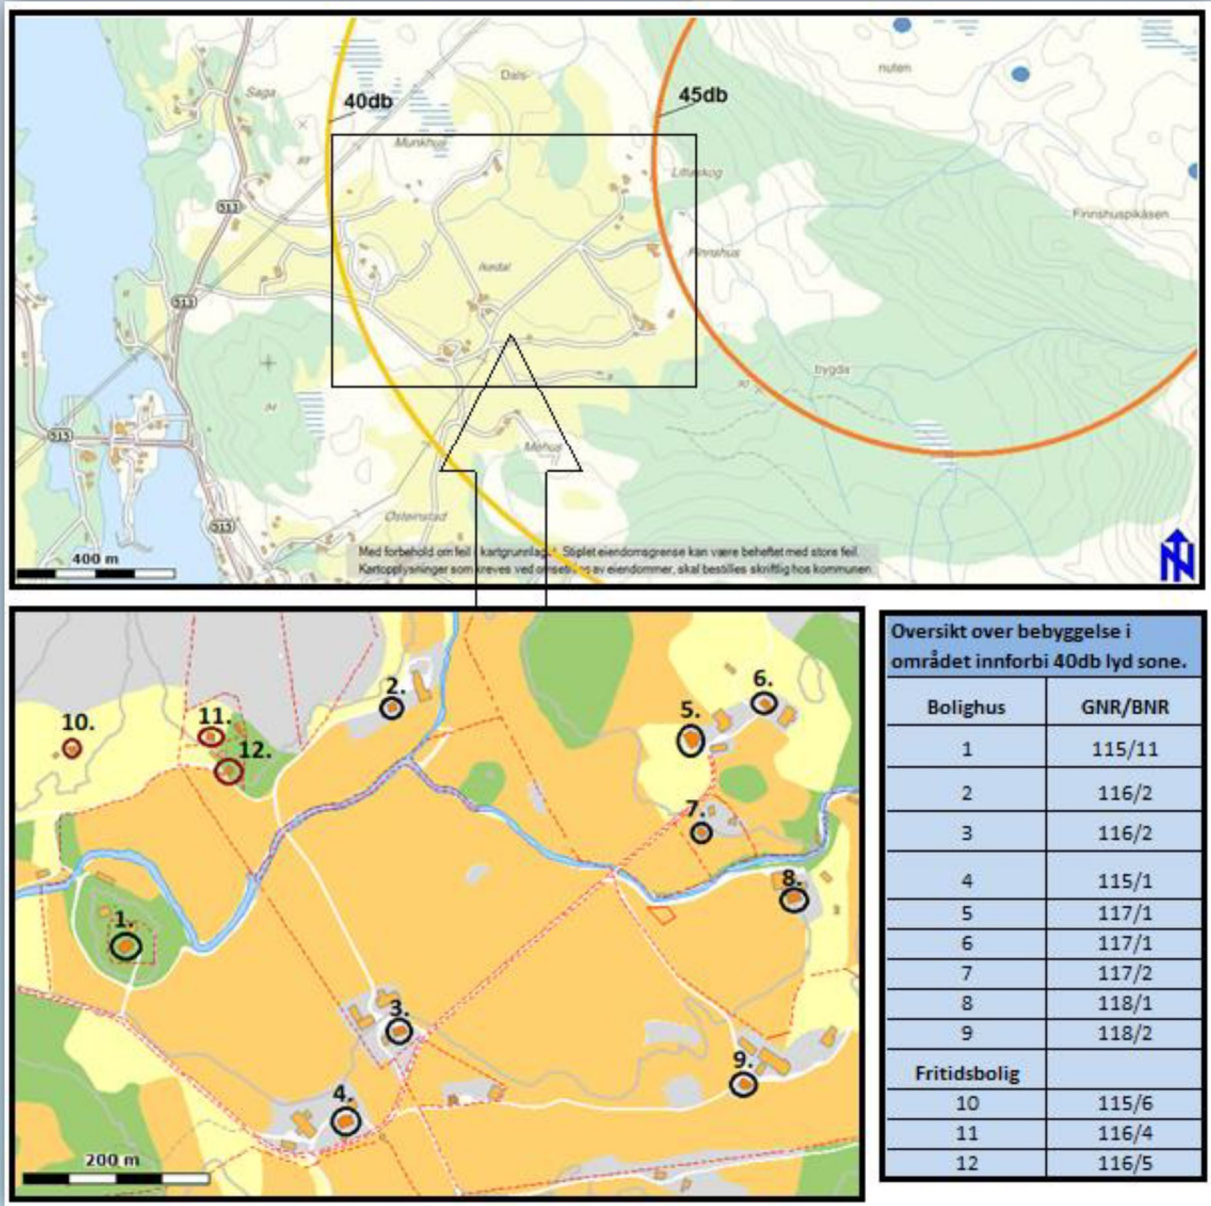 Saga
40db
Dals-
45db
nuten
Munkhus
Lituskog
513
Finnshuspikåsen
Finnshus
Åkedal
513
bygda
515
Mehus
Østeinstad
515
400 m
Med forbehold om feil i kartgrunnlaget. Stiplet eiendomsgrense kan være beheftet med store feil.
Kartopplysninger som kreves ved omsetning av eiendommer, skal bestilles skriftlig hos kommunen.
N
10.
11.
12.
2.
5.
6.
7.
8.
1.
3.
4.
9.
200 m
Oversikt over bebyggelse i
området innforbi 40db lyd sone.
Bolighus GNR/BNR
1 115/11
2 116/2
3 116/2
4 115/1
5 117/1
6 117/1
7 117/2
8 118/1
9 118/2
Fritidsbolig
10 115/6
11 116/4
12 116/5